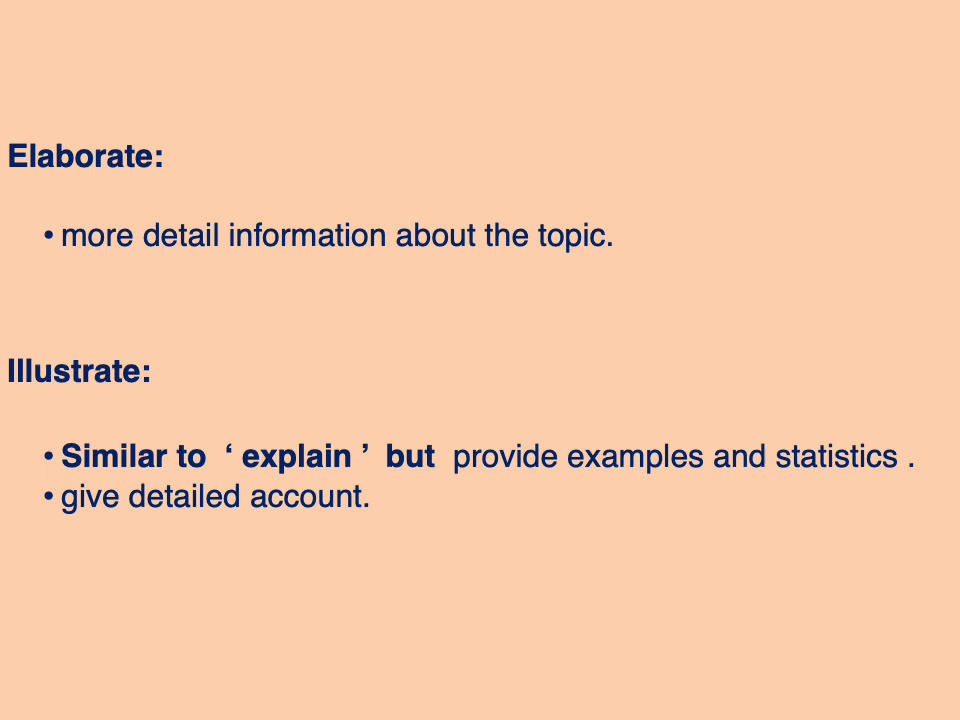 Elaborate:
• more detail information about the topic.
Illustrate:
• Similar to ‘ explain ’ but provide examples and statistics .
• give detailed account.